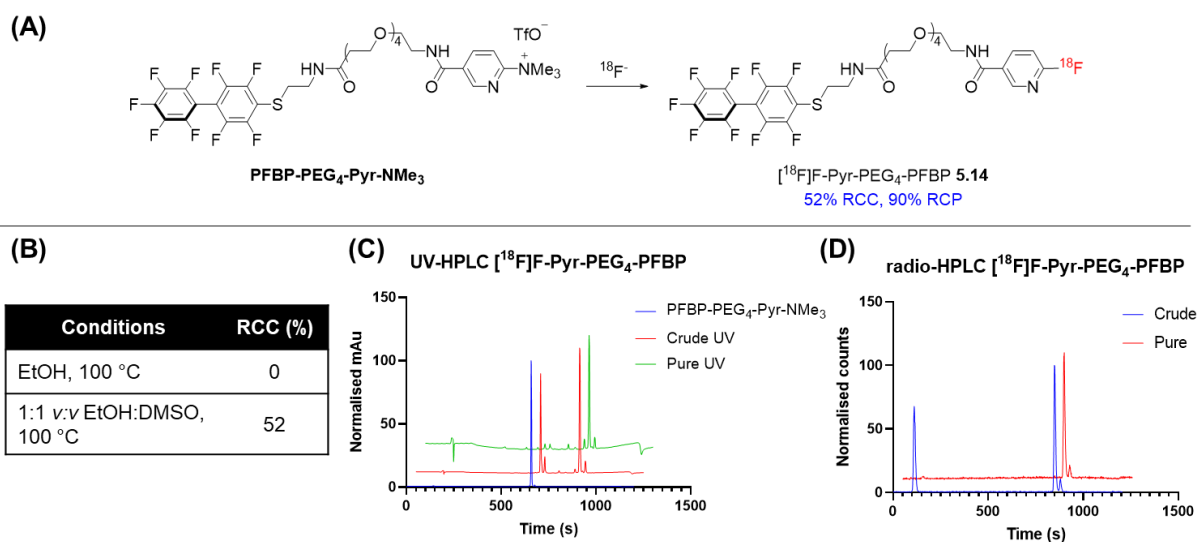 (A)
TfO⁻
O
4
NH
NH
O
O
N
+
NMe₃
S
F F F F F F F F F
¹⁸F⁻
O
4
NH
NH
O
O
N
¹⁸F
S
F F F F F F F F F
PFBP-PEG₄-Pyr-NMe₃
[¹⁸F]F-Pyr-PEG₄-PFBP 5.14
52% RCC, 90% RCP
(B)
Conditions RCC (%)
EtOH, 100 °C 0
1:1 v:v EtOH:DMSO,
100 °C 52
(C)
UV-HPLC [¹⁸F]F-Pyr-PEG₄-PFBP
Normalised mAu
150
100
50
0
0 500 1000 1500
Time (s)
PFBP-PEG₄-Pyr-NMe₃
Crude UV
Pure UV
(D)
radio-HPLC [¹⁸F]F-Pyr-PEG₄-PFBP
Normalised counts
150
100
50
0
0 500 1000 1500
Time (s)
Crude
Pure